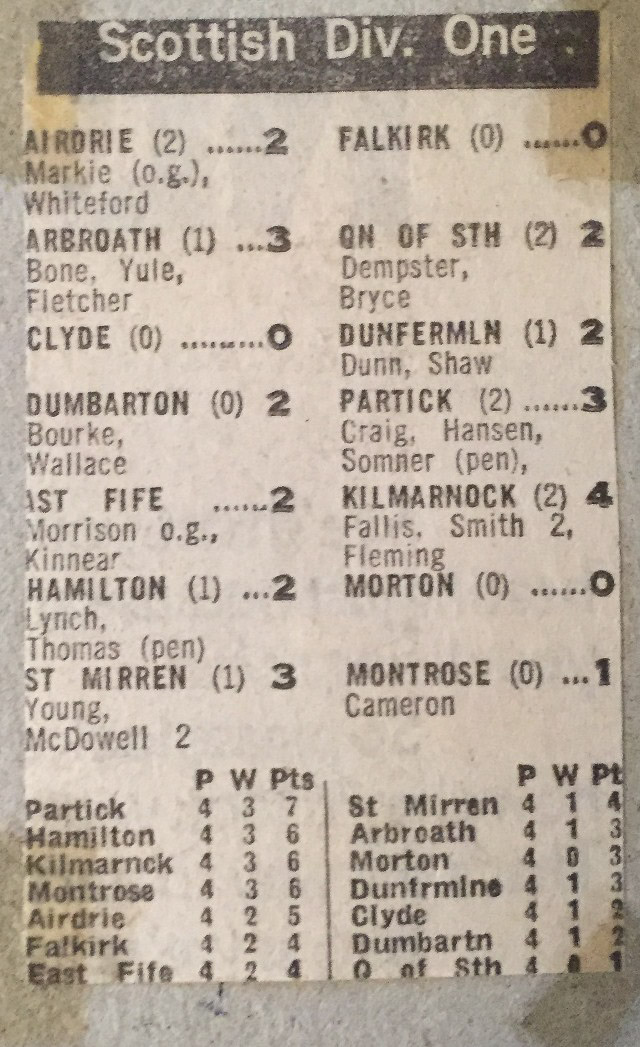 Scottish Div. One
AIRDRIE (2) ......2 FALKIRK (0) ......0
Markie (o.g.),
Whiteford
ARBROATH (1) ...3 QN OF STH (2) 2
Bone, Yule, Dempster,
Fletcher Bryce
CLYDE (0) .........0 DUNFERMLN (1) 2
Dunn, Shaw
DUMBARTON (0) 2 PARTICK (2) ......3
Bourke, Craig, Hansen,
Wallace Somner (pen),
AST FIFE ......2 KILMARNOCK (2) 4
Morrison o.g., Fallis, Smith 2,
Kinnear Fleming
HAMILTON (1) ...2 MORTON (0) ......0
Lynch,
Thomas (pen)
ST MIRREN (1) 3 MONTROSE (0) ...1
Young, Cameron
McDowell 2
P W Pts P W Pt
Partick 4 3 7 St Mirren 4 1 4
Hamilton 4 3 6 Arbroath 4 1 3
Kilmarnck 4 3 6 Morton 4 0 3
Montrose 4 3 6 Dunfrmlne 4 1 3
Airdrie 4 2 5 Clyde 4 1 2
Falkirk 4 2 4 Dumbartn 4 1 2
East Fife 4 2 4 Q of Sth 4 0 1